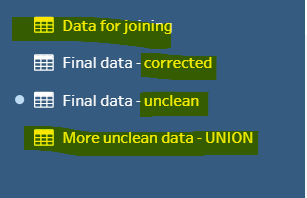 Data for joining
Final data - corrected
Final data - unclean
More unclean data - UNION